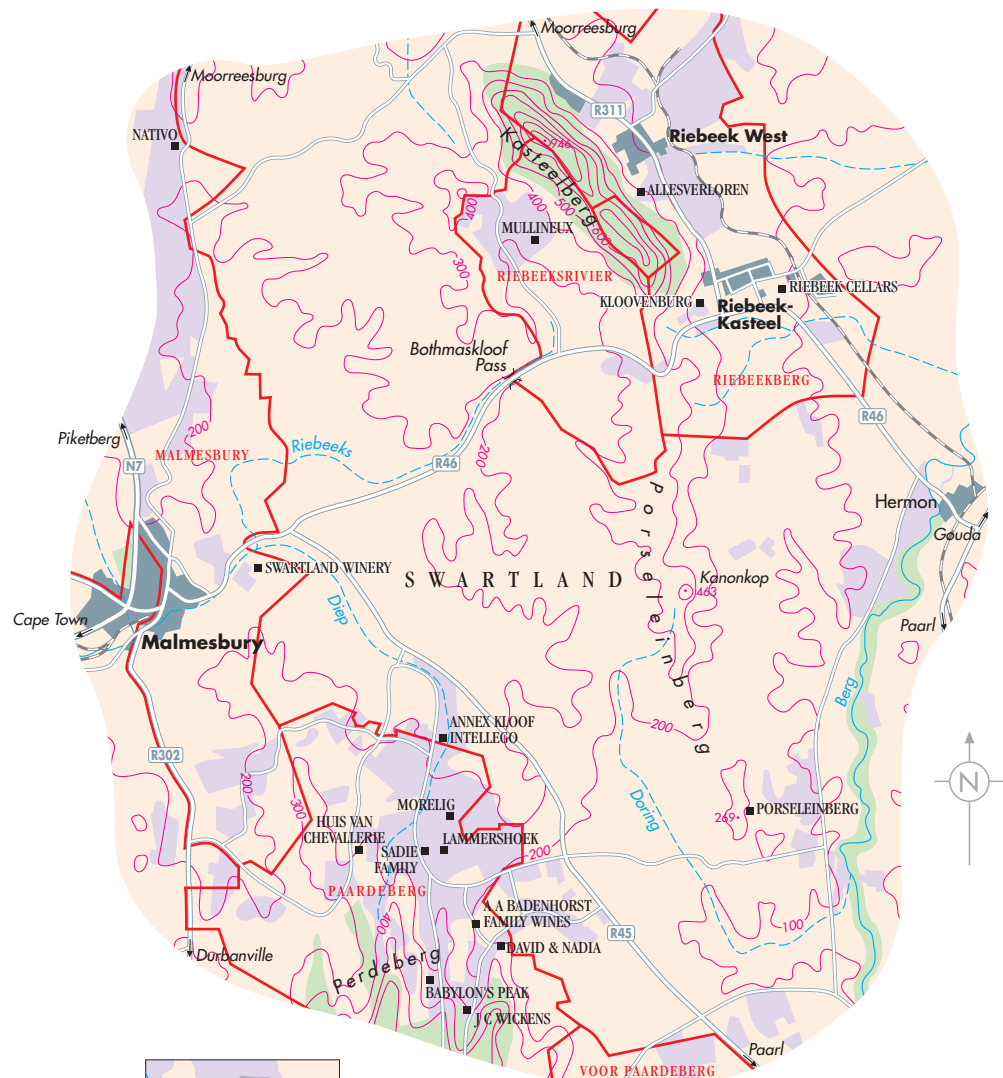 Moorreesburg
Moorreesburg
NATIVO
R311
Riebeek West
Kasteelberg
946
ALLESVERLOREN
400
400
500
600
MULLINEUX
300
RIEBEEKSRIVIER
KLOOVENBURG
RIEBEEK CELLARS
Riebeek-
Kasteel
Bothmaskloof
Pass
RIEBEEKBERG
R46
Piketberg
200
MALMESBURY
Riebeeks
R46
200
N7
Porseleinberg
Hermon
Gouda
SWARTLAND WINERY
SWARTLAND
Kanonkop
463
Diep
Cape Town
Malmesbury
Paarl
Berg
ANNEX KLOOF
INTELLEGO
200
R302
200
300
MORELIG
Doring
PORSELEINBERG
269
HUIS VAN
CHEVALLERIE
SADIE
FAMILY
LAMMERSHOEK
200
PAARDEBERG
400
A A BADENHORST
FAMILY WINES
100
R45
DAVID & NADIA
Durbanville
Perdeberg
BABYLON'S PEAK
J C WICKENS
Paarl
VOOR PAARDEBERG
N